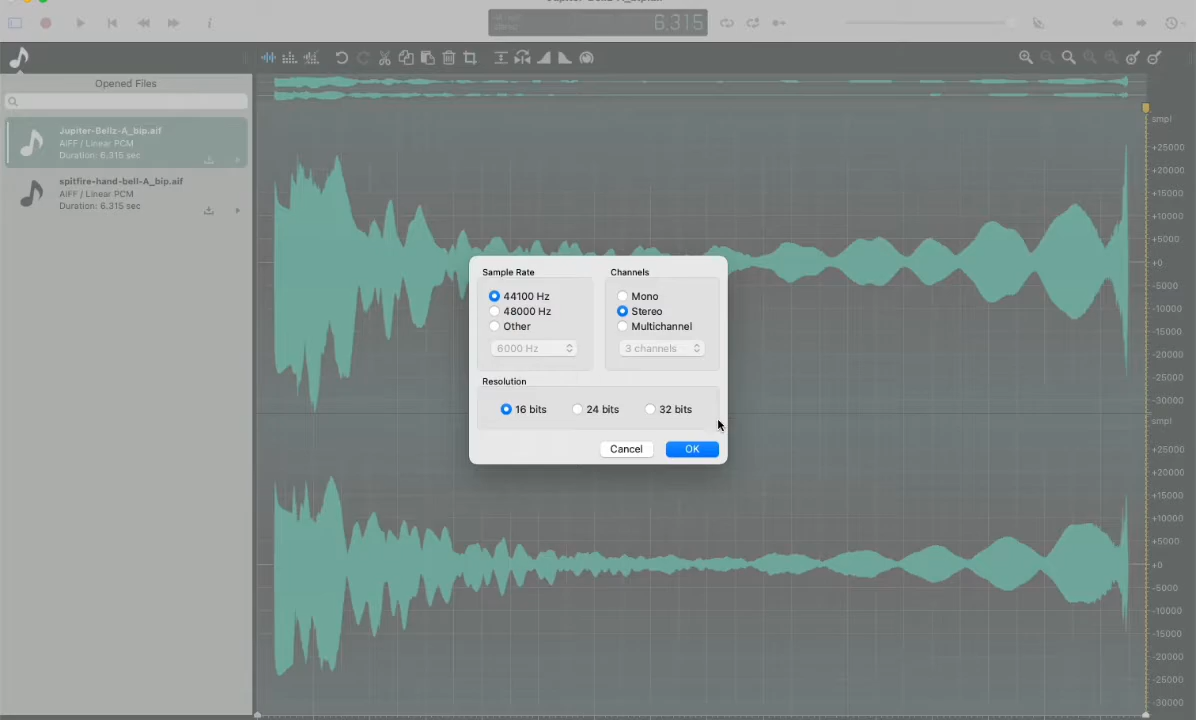 6.315
Opened Files
Jupiter-Bellz-A_bip.aif
AIFF / Linear PCM
Duration: 6.315 sec
spitfire-hand-bell-A_bip.aif
AIFF / Linear PCM
Duration: 6.315 sec
Sample Rate
44100 Hz
48000 Hz
Other
6000 Hz
Channels
Mono
Stereo
Multichannel
3 channels
Resolution
16 bits
24 bits
32 bits
Cancel
OK
smpl
+25000
+20000
+15000
+10000
+5000
+0
-5000
-10000
-15000
-20000
-25000
-30000
smpl
+25000
+20000
+15000
+10000
+5000
+0
-5000
-10000
-15000
-20000
-25000
-30000